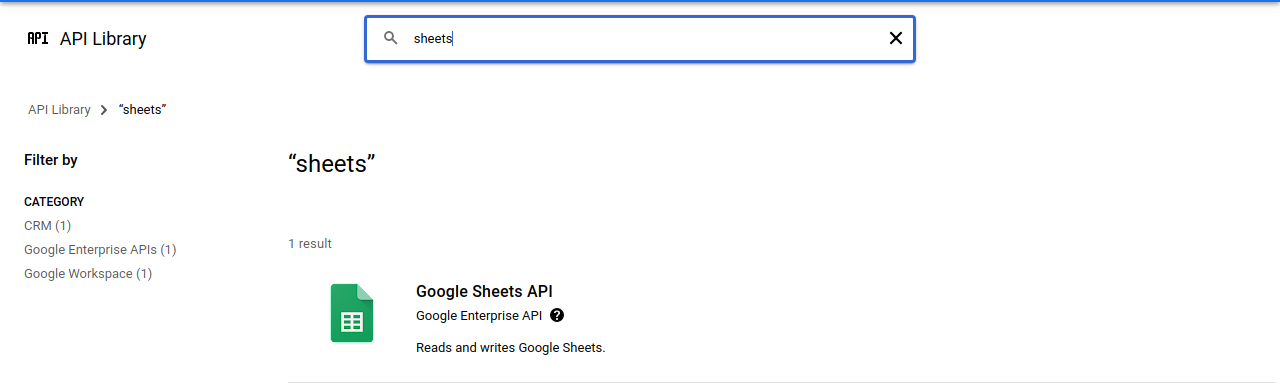 API API Library
sheets
API Library > “sheets”
Filter by
CATEGORY
CRM (1)
Google Enterprise APIs (1)
Google Workspace (1)
“sheets”
1 result
Google Sheets API
Google Enterprise API ?
Reads and writes Google Sheets.